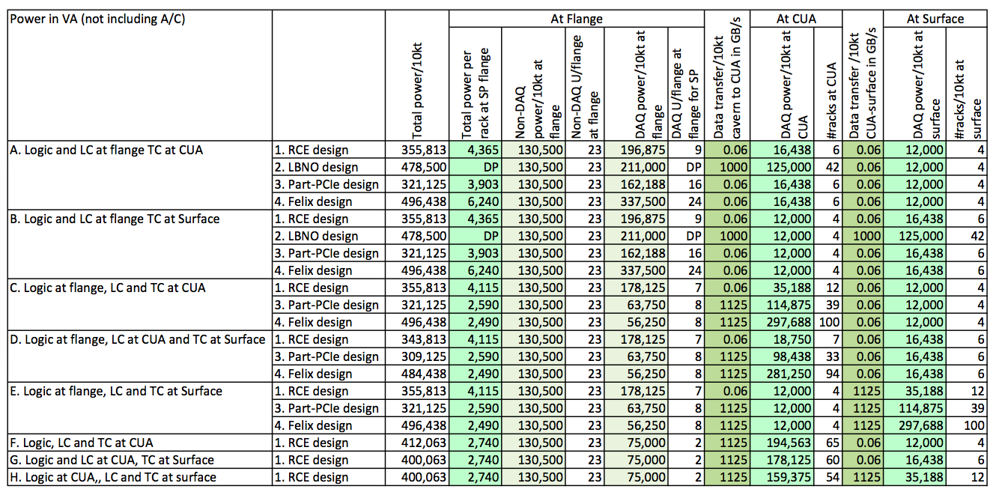 Power in VA (not including A/C)
Total power/10kt
At Flange
Total power per rack at SP flange
Non-DAQ power/10kt at flange
Non-DAQ U/flange at flange
DAQ power/10kt at flange
DAQ U/flange at flange for SP
Data transfer/10kt cavern to CUA in GB/s
At CUA
DAQ power/10kt at CUA
#racks at CUA
Data transfer /10kt CUA-surface in GB/s
At Surface
DAQ power/10kt at surface
#racks/10kt at surface
A. Logic and LC at flange TC at CUA 1. RCE design 355,813 4,365 130,500 23 196,875 9 0.06 16,438 6 0.06 12,000 4
2. LBNO design 478,500 DP 130,500 23 211,000 DP 1000 125,000 42 0.06 12,000 4
3. Part-PCIe design 321,125 3,903 130,500 23 162,188 16 0.06 16,438 6 0.06 12,000 4
4. Felix design 496,438 6,240 130,500 23 337,500 24 0.06 16,438 6 0.06 12,000 4
B. Logic and LC at flange TC at Surface 1. RCE design 355,813 4,365 130,500 23 196,875 9 0.06 12,000 4 0.06 16,438 6
2. LBNO design 478,500 DP 130,500 23 211,000 DP 1000 12,000 4 1000 125,000 42
3. Part-PCIe design 321,125 3,903 130,500 23 162,188 16 0.06 12,000 4 0.06 16,438 6
4. Felix design 496,438 6,240 130,500 23 337,500 24 0.06 12,000 4 0.06 16,438 6
C. Logic at flange, LC and TC at CUA 1. RCE design 355,813 4,115 130,500 23 178,125 7 0.06 35,188 12 0.06 12,000 4
3. Part-PCIe design 321,125 2,590 130,500 23 63,750 8 1125 114,875 39 0.06 12,000 4
4. Felix design 496,438 2,490 130,500 23 56,250 8 1125 297,688 100 0.06 12,000 4
D. Logic at flange, LC at CUA and TC at Surface 1. RCE design 343,813 4,115 130,500 23 178,125 7 0.06 18,750 7 0.06 16,438 6
3. Part-PCIe design 309,125 2,590 130,500 23 63,750 8 1125 98,438 33 0.06 16,438 6
4. Felix design 484,438 2,490 130,500 23 56,250 8 1125 281,250 94 0.06 16,438 6
E. Logic at flange, LC and TC at Surface 1. RCE design 355,813 4,115 130,500 23 178,125 7 0.06 12,000 4 1125 35,188 12
3. Part-PCIe design 321,125 2,590 130,500 23 63,750 8 1125 12,000 4 1125 114,875 39
4. Felix design 496,438 2,490 130,500 23 56,250 8 1125 12,000 4 1125 297,688 100
F. Logic, LC and TC at CUA 1. RCE design 412,063 2,740 130,500 23 75,000 2 1125 194,563 65 0.06 12,000 4
G. Logic and LC at CUA, TC at Surface 1. RCE design 400,063 2,740 130,500 23 75,000 2 1125 178,125 60 0.06 16,438 6
H. Logic at CUA,, LC and TC at surface 1. RCE design 400,063 2,740 130,500 23 75,000 2 1125 159,375 54 1125 35,188 12